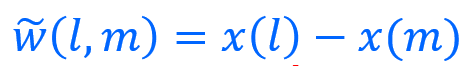 w̃(l, m) = x(l) − x(m)